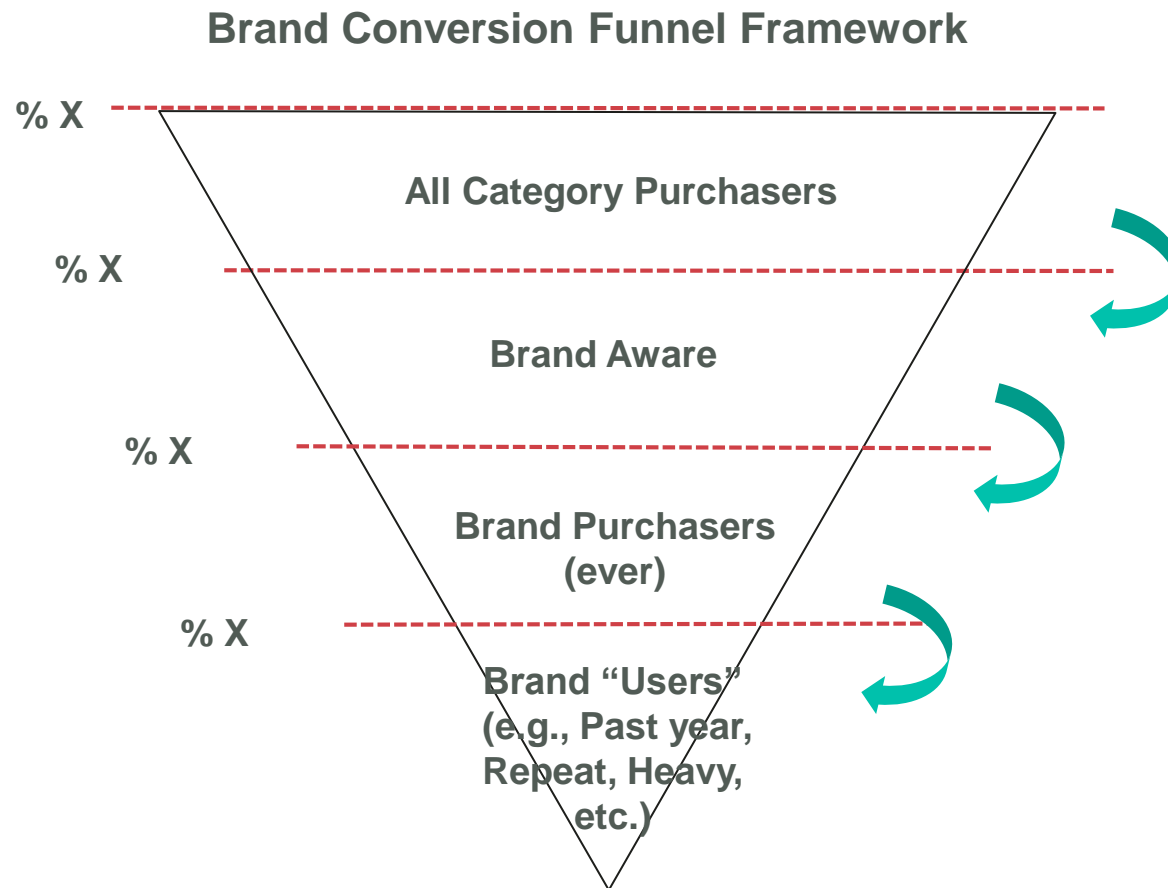 Brand Conversion Funnel Framework
% X
All Category Purchasers
% X
Brand Aware
% X
Brand Purchasers
(ever)
% X
Brand “Users”
(e.g., Past year,
Repeat, Heavy,
etc.)